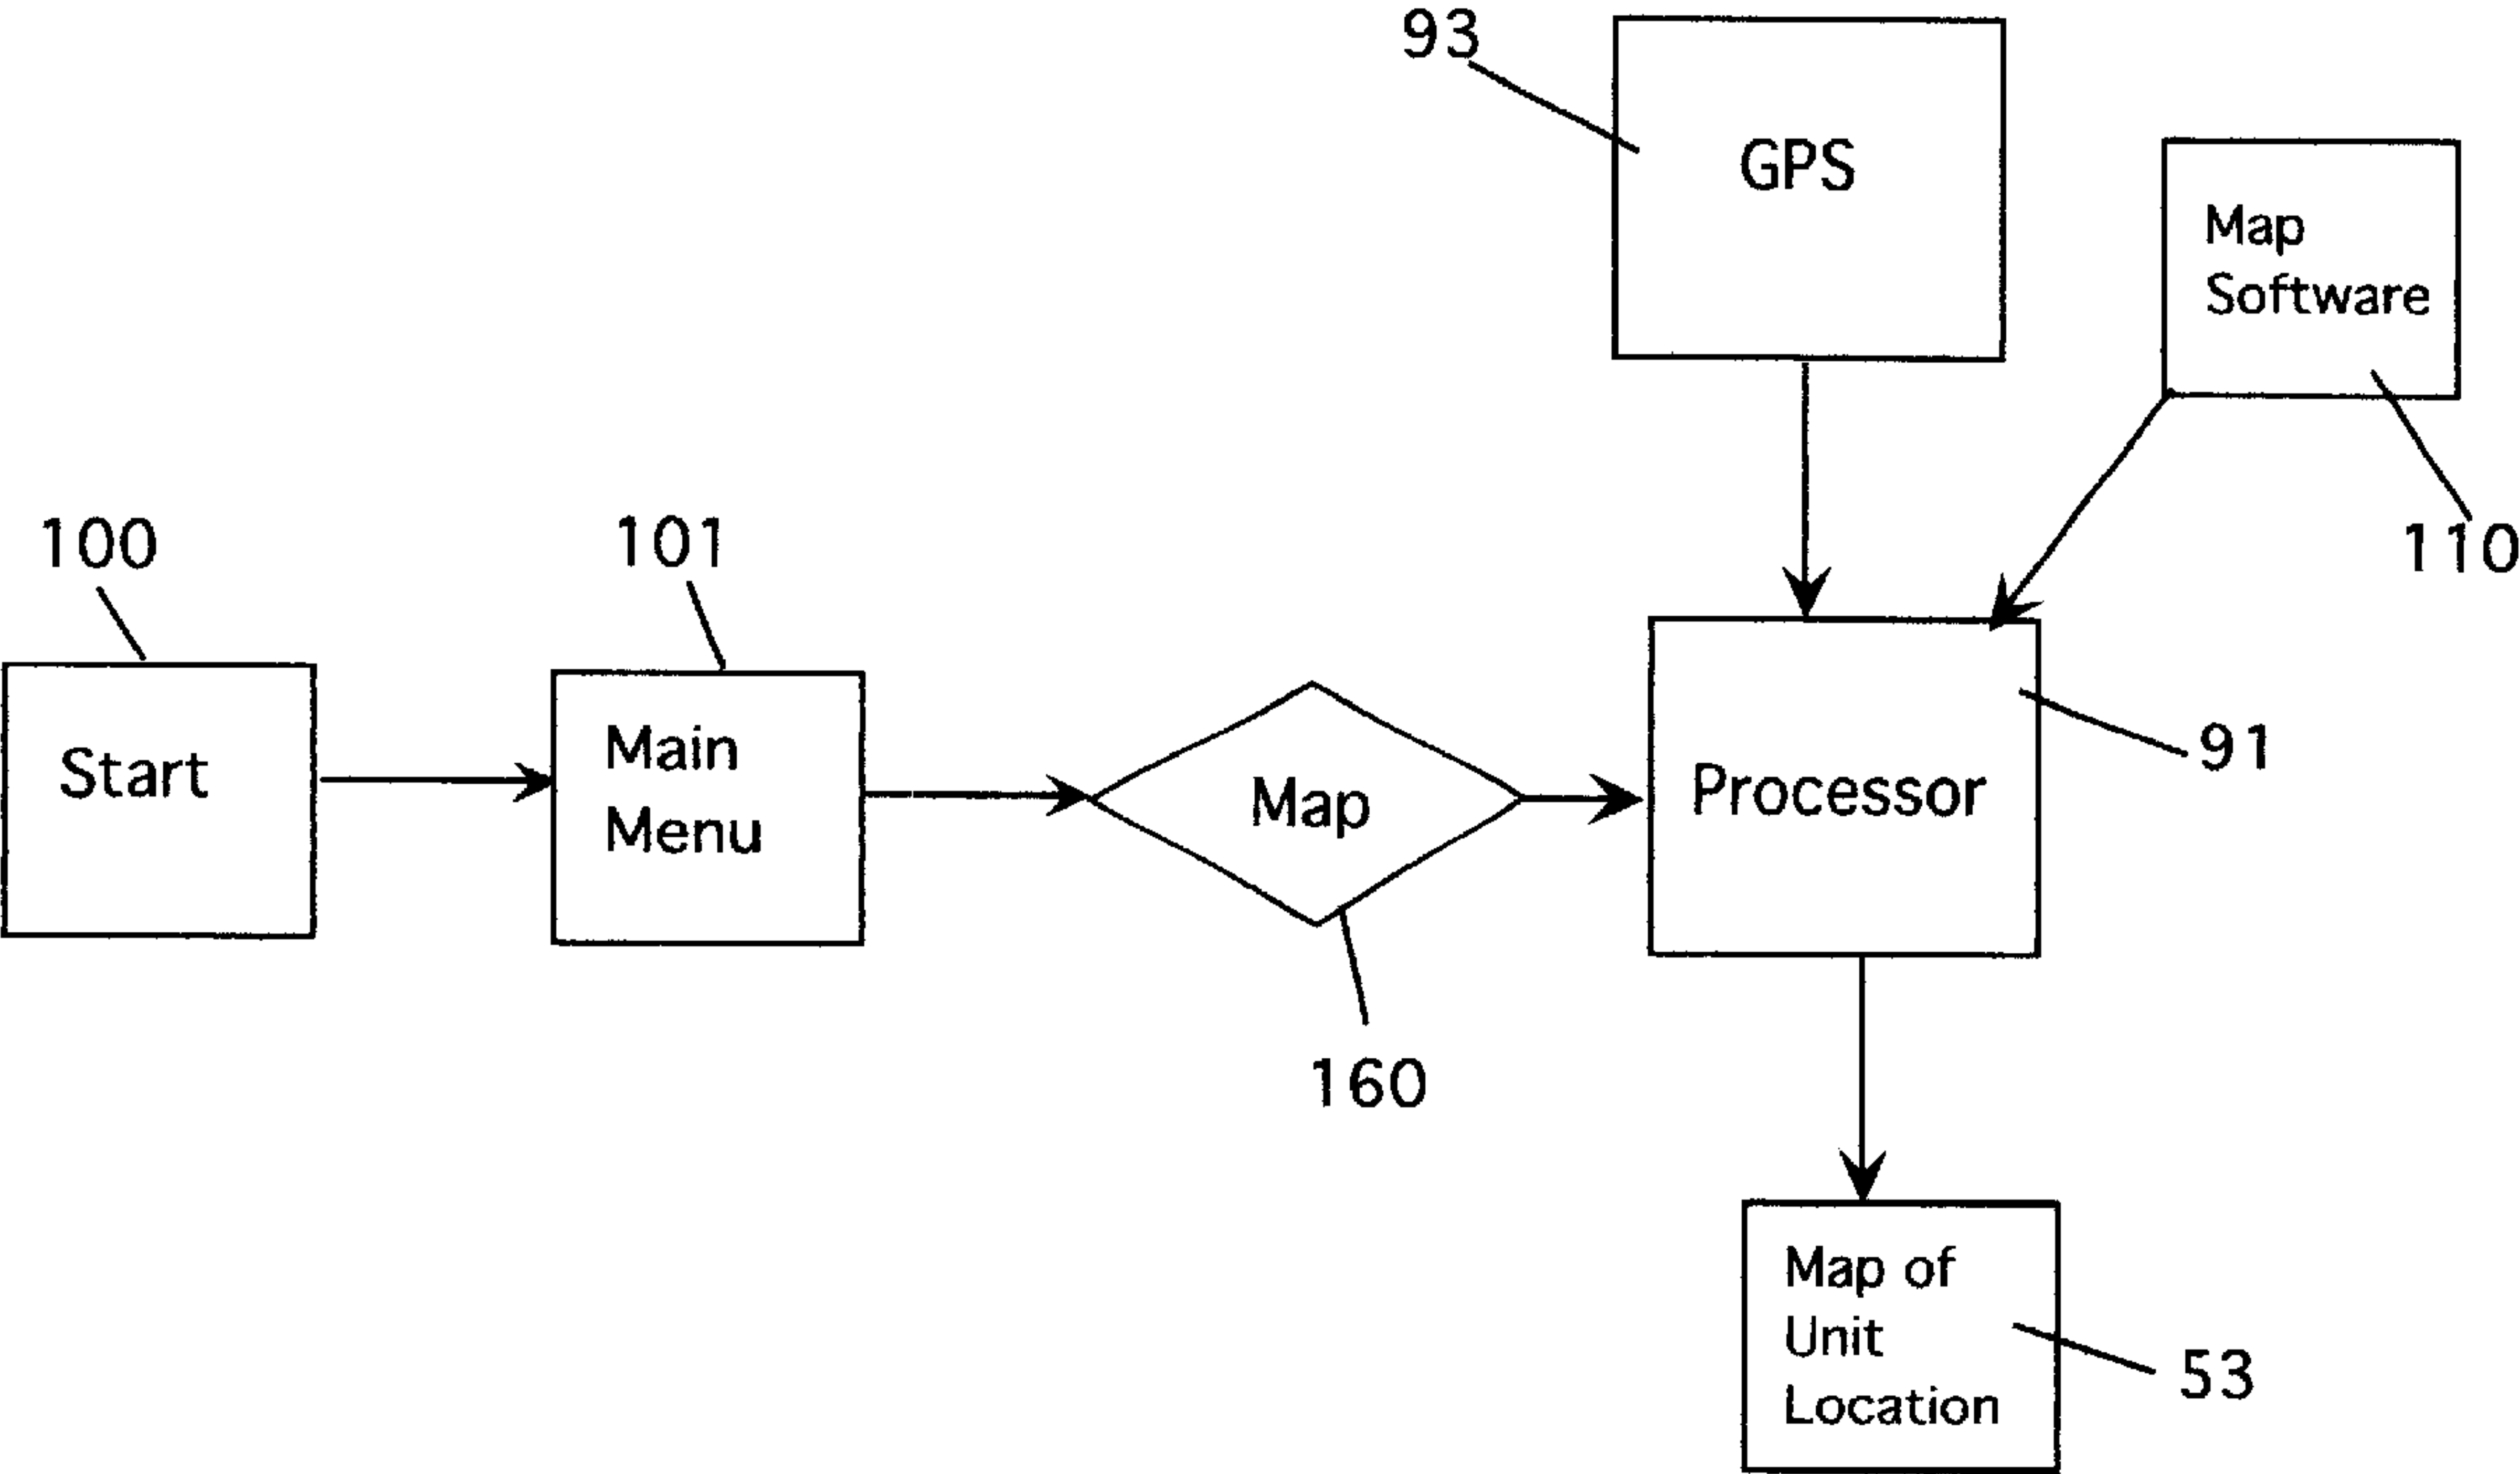 93
GPS
Map
Software
110
100
101
Start
Main
Menu
Map
160
Processor
91
Map of
Unit
Location
53